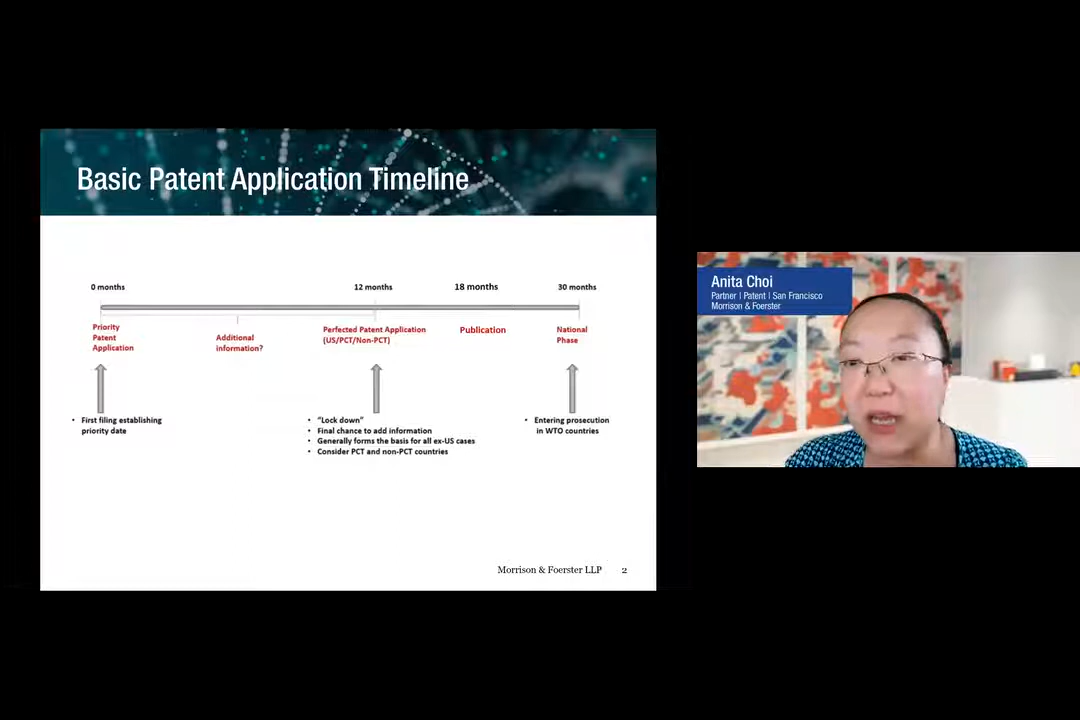 Basic Patent Application Timeline
0 months
12 months
18 months
30 months
Priority
Patent
Application
Additional
information?
Perfected Patent Application
(US/PCT/Non-PCT)
Publication
National
Phase
• First filing establishing
priority date
• "Lock down"
• Final chance to add information
• Generally forms the basis for all ex-US cases
• Consider PCT and non-PCT countries
• Entering prosecution
in WTO countries
Morrison & Foerster LLP 2
Anita Choi
Partner | Patent | San Francisco
Morrison & Foerster